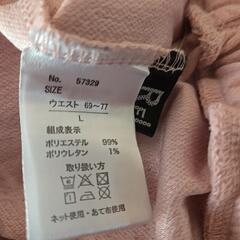 No. 57329
SIZE
ウエスト 69〜77
L
組成表示
ポリエステル 99%
ポリウレタン 1%
取り扱い方
ネット使用・あて布使用